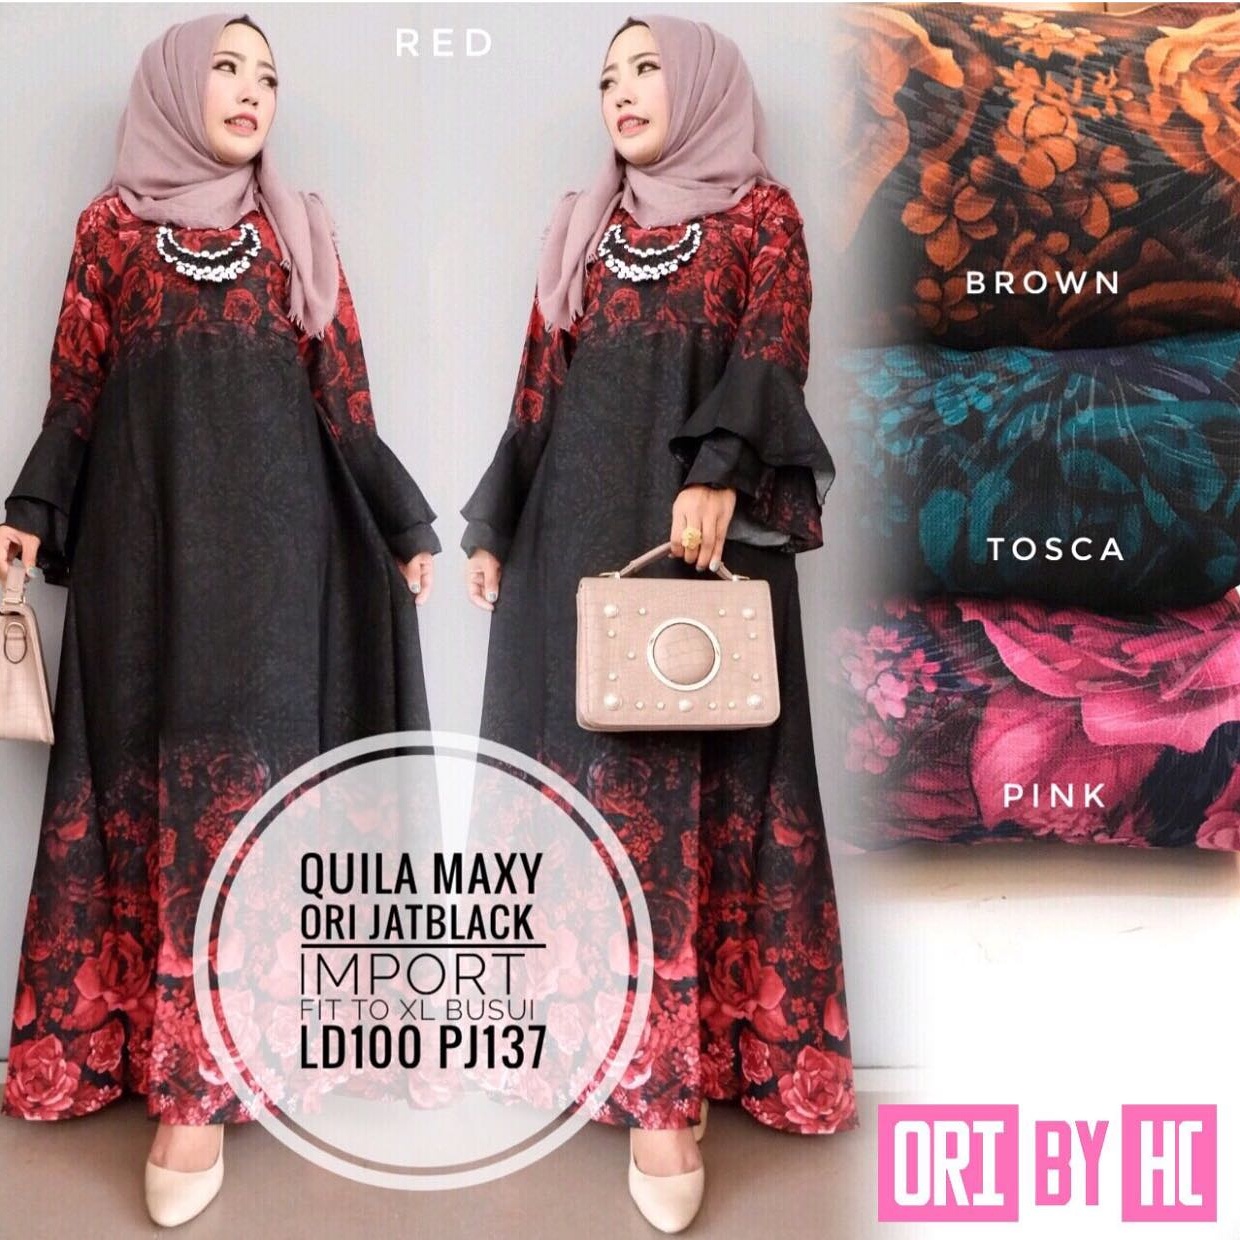 RED
BROWN
TOSCA
PINK
QUILA MAXY
ORI JATBLACK
IMPORT
FIT TO XL BUSUI
LD100 PJ137
ORI BY HC